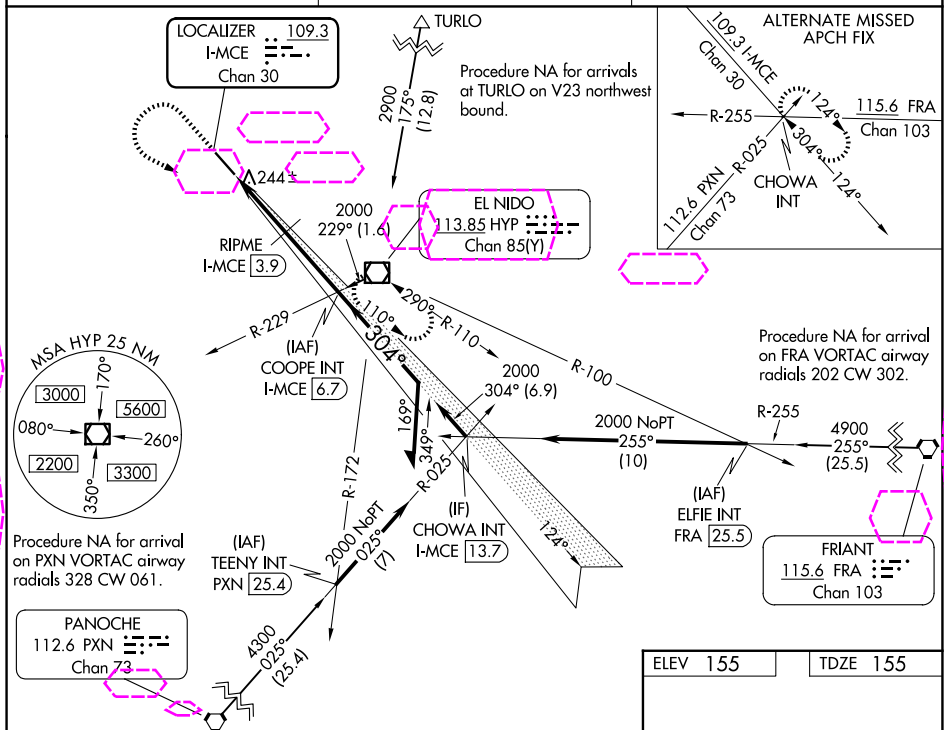 LOCALIZER 109.3
I-MCE
Chan 30
TURLO
2900
175°
(12.8)
Procedure NA for arrivals
at TURLO on V23 northwest
bound.
ALTERNATE MISSED
APCH FIX
109.3 I-MCE
Chan 30
R-255
124°
115.6 FRA
Chan 103
304°
R-025
112.6 PXN
Chan 73
CHOWA
INT
124°
244±
EL NIDO
113.85 HYP
Chan 85(Y)
2000
229° (1.6)
RIPME
I-MCE 3.9
R-229
110°
290°
R-110
304°
R-100
(IAF)
COOPE INT
I-MCE 6.7
Procedure NA for arrival
on FRA VORTAC airway
radials 202 CW 302.
MSA HYP 25 NM
170°
3000
5600
080°
260°
2200
3300
350°
2000
304° (6.9)
169°
349°
2000 NoPT
255°
(10)
R-255
4900
255°
(25.5)
R-172
R-025
(IF)
CHOWA INT
I-MCE 13.7
124°
(IAF)
ELFIE INT
FRA 25.5
Procedure NA for arrival
on PXN VORTAC airway
radials 328 CW 061.
(IAF)
TEENY INT
PXN 25.4
2000 NoPT
025°
(7)
FRIANT
115.6 FRA
Chan 103
PANOCHE
112.6 PXN
Chan 73
4300
025°
(25.4)
ELEV 155
TDZE 155